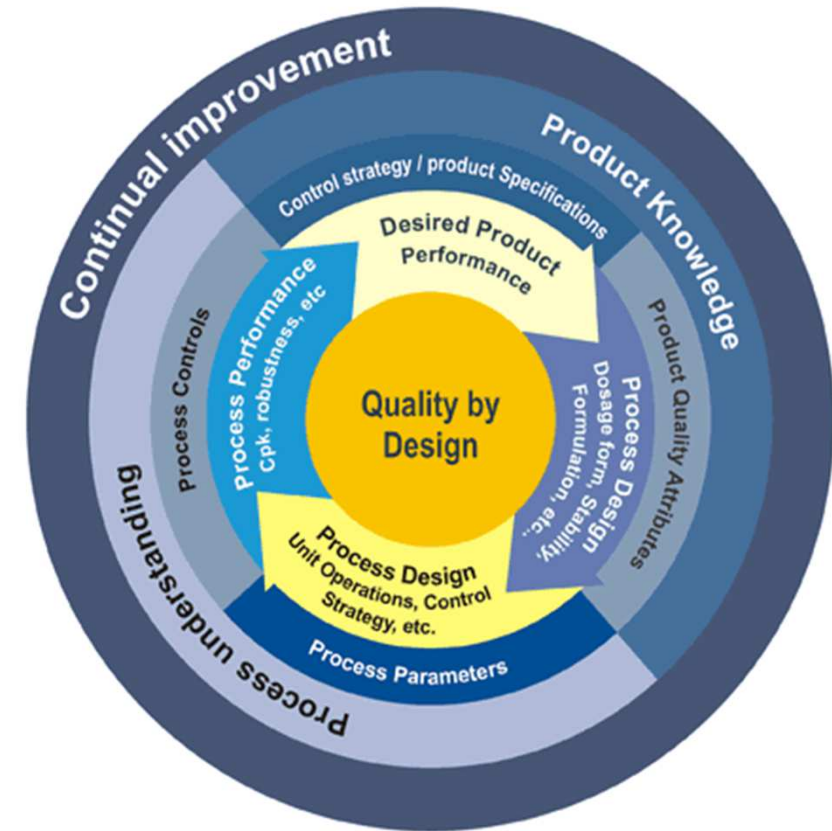 Continual improvement
Product Knowledge
Control strategy / product Specifications
Desired Product
Performance
Process Design
Dosage form, Stability,
Formulation, etc..
Product Quality Attributes
Process Design
Unit Operations, Control
Strategy, etc.
Process Parameters
Process understanding
Process Controls
Process Performance
Cpk, robustness, etc
Quality by
Design